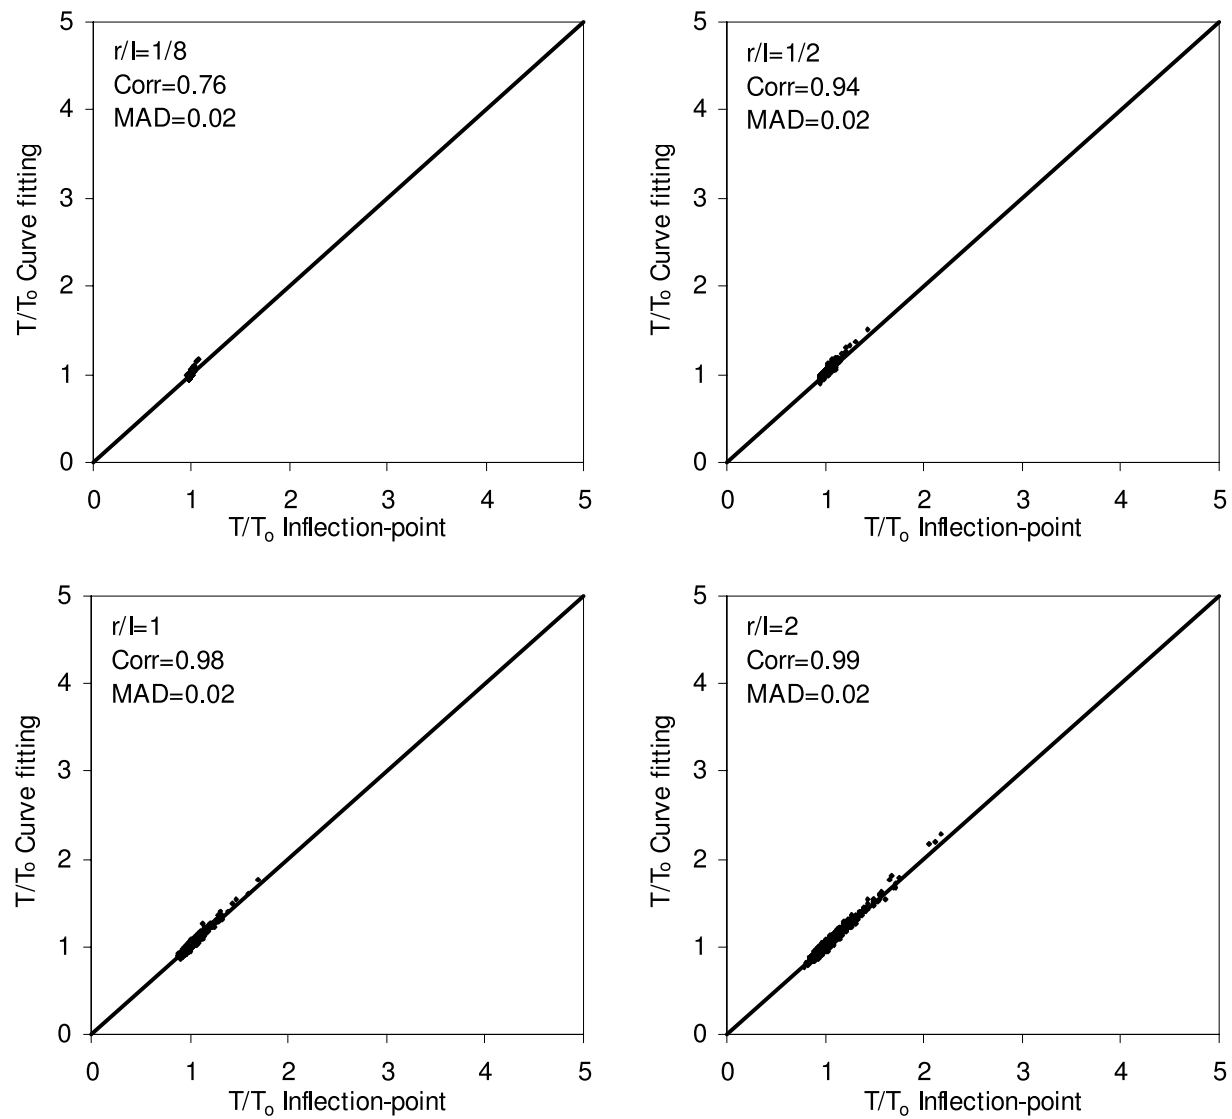 5
4
3
2
1
0
0 1 2 3 4 5
r/I=1/8
Corr=0.76
MAD=0.02
T/To Curve fitting
T/To Inflection-point
5
4
3
2
1
0
0 1 2 3 4 5
r/I=1/2
Corr=0.94
MAD=0.02
T/To Curve fitting
T/To Inflection-point
5
4
3
2
1
0
0 1 2 3 4 5
r/I=1
Corr=0.98
MAD=0.02
T/To Curve fitting
T/To Inflection-point
5
4
3
2
1
0
0 1 2 3 4 5
r/I=2
Corr=0.99
MAD=0.02
T/To Curve fitting
T/To Inflection-point